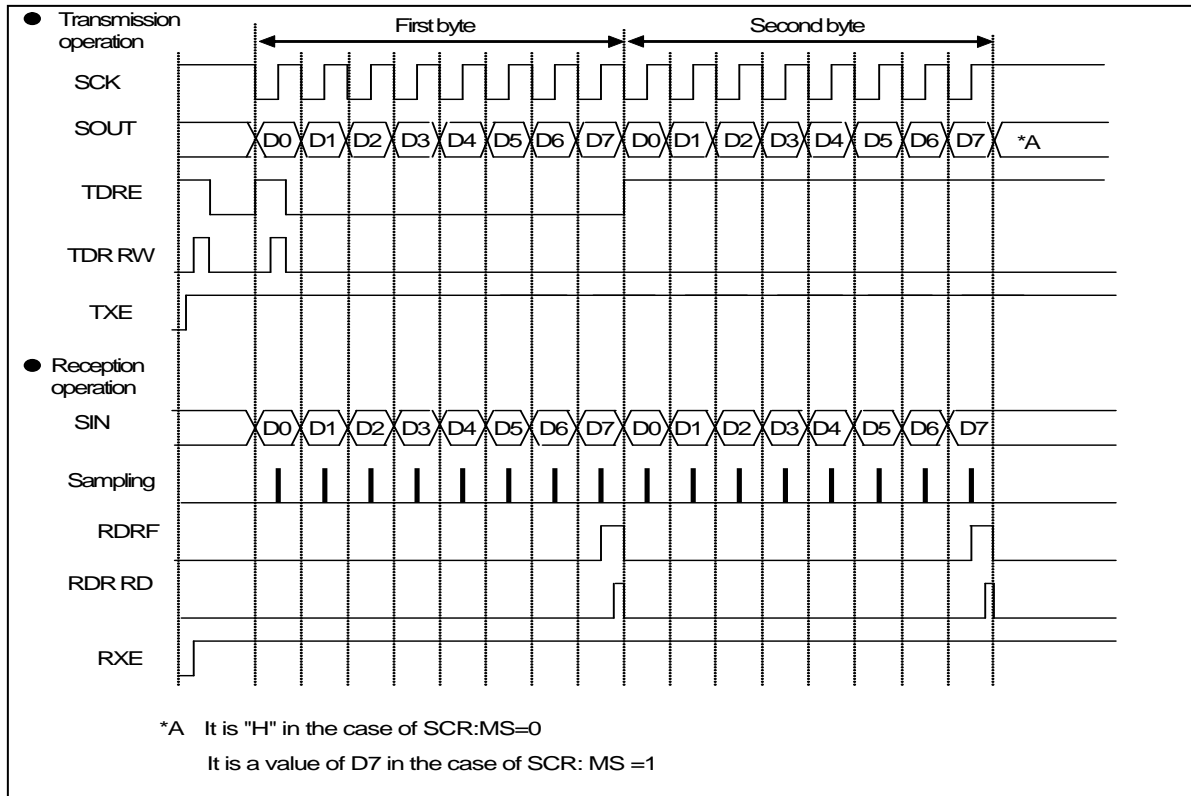 ● Transmission
operation
First byte
Second byte
SCK
SOUT
D0 D1 D2 D3 D4 D5 D6 D7 D0 D1 D2 D3 D4 D5 D6 D7 *A
TDRE
TDR RW
TXE
● Reception
operation
SIN
D0 D1 D2 D3 D4 D5 D6 D7 D0 D1 D2 D3 D4 D5 D6 D7
Sampling
RDRF
RDR RD
RXE
*A It is "H" in the case of SCR:MS=0
It is a value of D7 in the case of SCR: MS =1